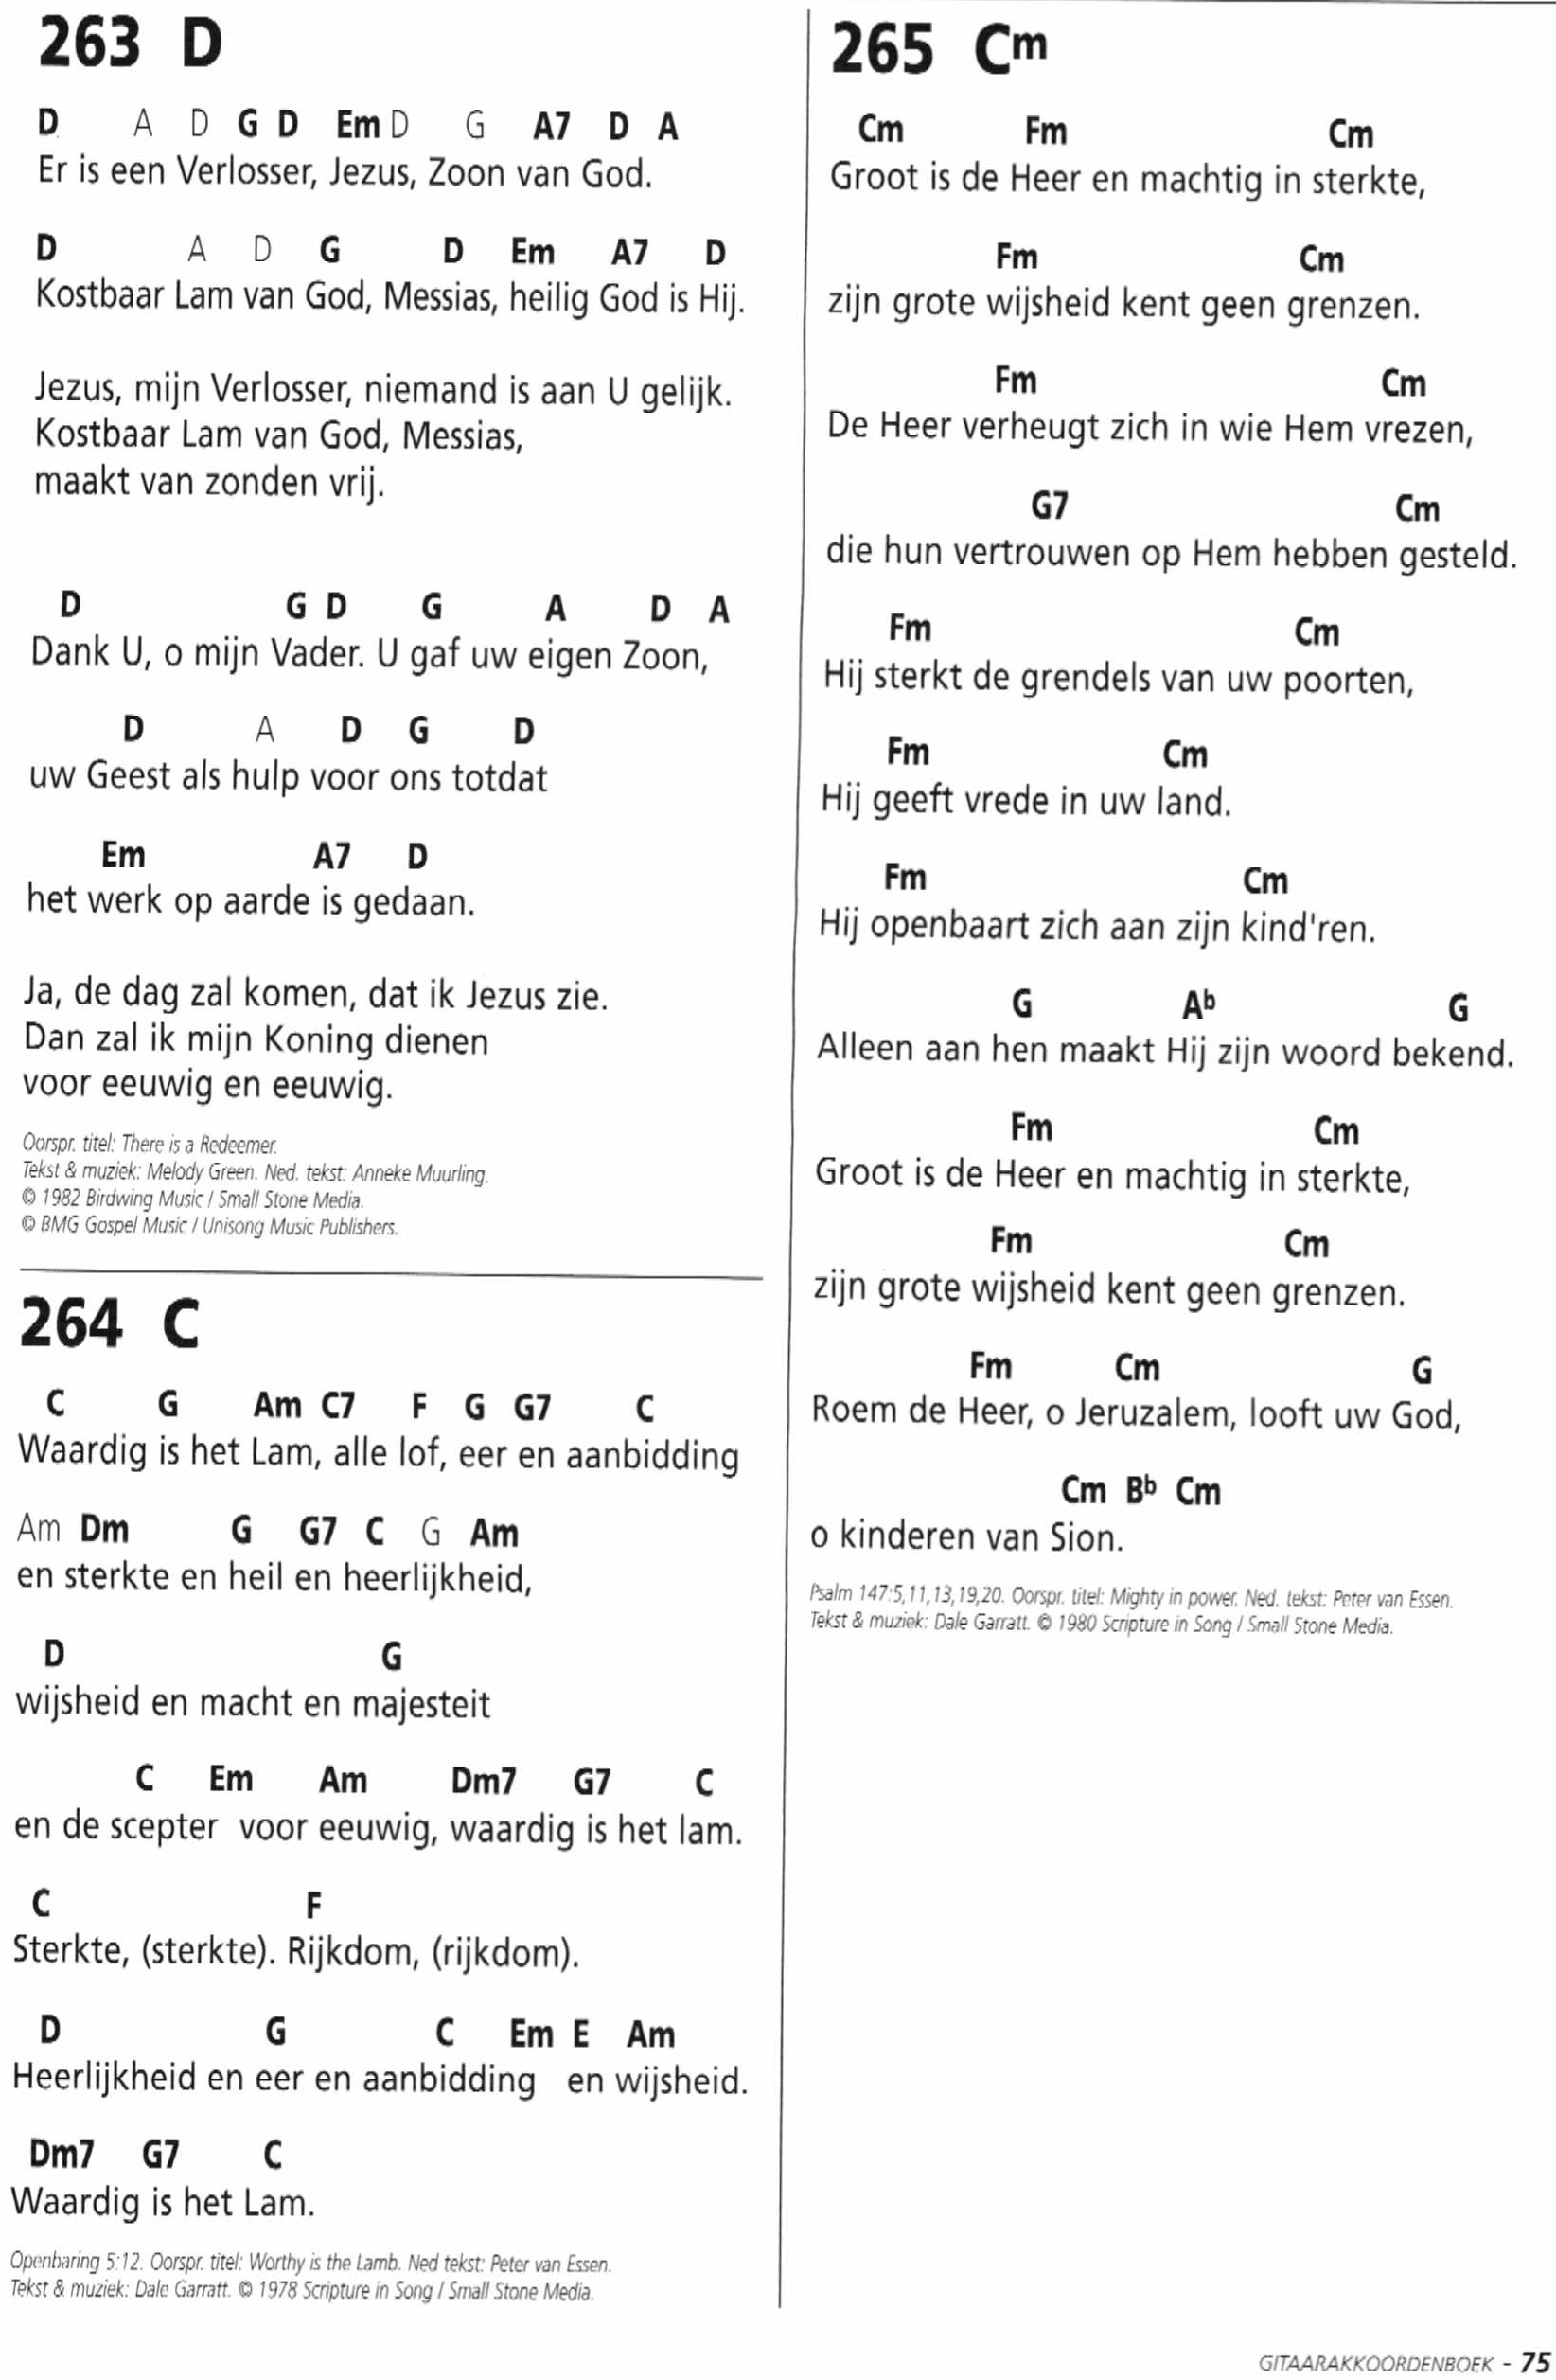 263 D
D A D G D Em D G A7 D A
Er is een Verlosser, Jezus, Zoon van God.
D A D G D Em A7 D
Kostbaar Lam van God, Messias, heilig God is Hij.
Jezus, mijn Verlosser, niemand is aan U gelijk.
Kostbaar Lam van God, Messias,
maakt van zonden vrij.
D G D G A D A
Dank U, o mijn Vader. U gaf uw eigen Zoon,
D A D G D
uw Geest als hulp voor ons totdat
Em A7 D
het werk op aarde is gedaan.
Ja, de dag zal komen, dat ik Jezus zie.
Dan zal ik mijn Koning dienen
voor eeuwig en eeuwig.
Oorspr. titel: There is a Redeemer.
Tekst & muziek: Melody Green. Ned. tekst: Anneke Muurling.
© 1982 Birdwing Music / Small Stone Media.
© BMG Gospel Music / Unisong Music Publishers.
264 C
C G Am C7 F G G7 C
Waardig is het Lam, alle lof, eer en aanbidding
Am Dm G G7 C G Am
en sterkte en heil en heerlijkheid,
D G
wijsheid en macht en majesteit
C Em Am Dm7 G7 C
en de scepter voor eeuwig, waardig is het lam.
C F
Sterkte, (sterkte). Rijkdom, (rijkdom).
D G C Em E Am
Heerlijkheid en eer en aanbidding en wijsheid.
Dm7 G7 C
Waardig is het Lam.
Openbaring 5:12. Oorspr. titel: Worthy is the Lamb. Ned tekst: Peter van Essen.
Tekst & muziek: Dale Garratt. © 1978 Scripture in Song / Small Stone Media.
265 Cm
Cm Fm Cm
Groot is de Heer en machtig in sterkte,
Fm Cm
zijn grote wijsheid kent geen grenzen.
Fm Cm
De Heer verheugt zich in wie Hem vrezen,
G7 Cm
die hun vertrouwen op Hem hebben gesteld.
Fm Cm
Hij sterkt de grendels van uw poorten,
Fm Cm
Hij geeft vrede in uw land.
Fm Cm
Hij openbaart zich aan zijn kind'ren.
G Ab G
Alleen aan hen maakt Hij zijn woord bekend.
Fm Cm
Groot is de Heer en machtig in sterkte,
Fm Cm
zijn grote wijsheid kent geen grenzen.
Fm Cm G
Roem de Heer, o Jeruzalem, looft uw God,
Cm Bb Cm
o kinderen van Sion.
Psalm 147:5,11,13,19,20. Oorspr. titel: Mighty in power. Ned. tekst: Peter van Essen.
Tekst & muziek: Dale Garratt. © 1980 Scripture in Song / Small Stone Media.
GITAARAKKOORDENBOEK - 75